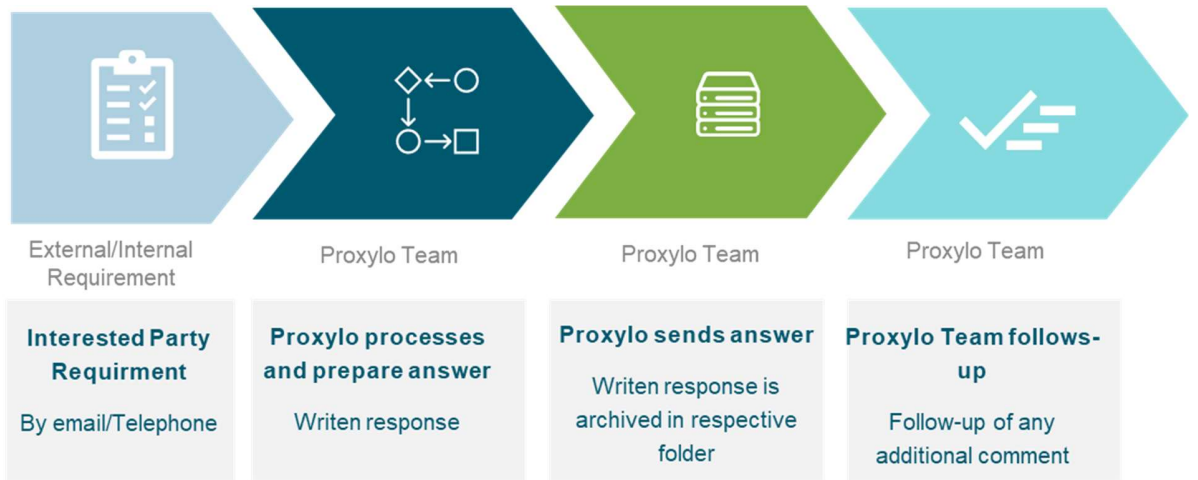 External/Internal
Requirement
Proxylo Team
Proxylo Team
Proxylo Team
Interested Party
Requirment
By email/Telephone
Proxylo processes
and prepare answer
Writen response
Proxylo sends answer
Writen response is
archived in respective
folder
Proxylo Team follows-
up
Follow-up of any
additional comment